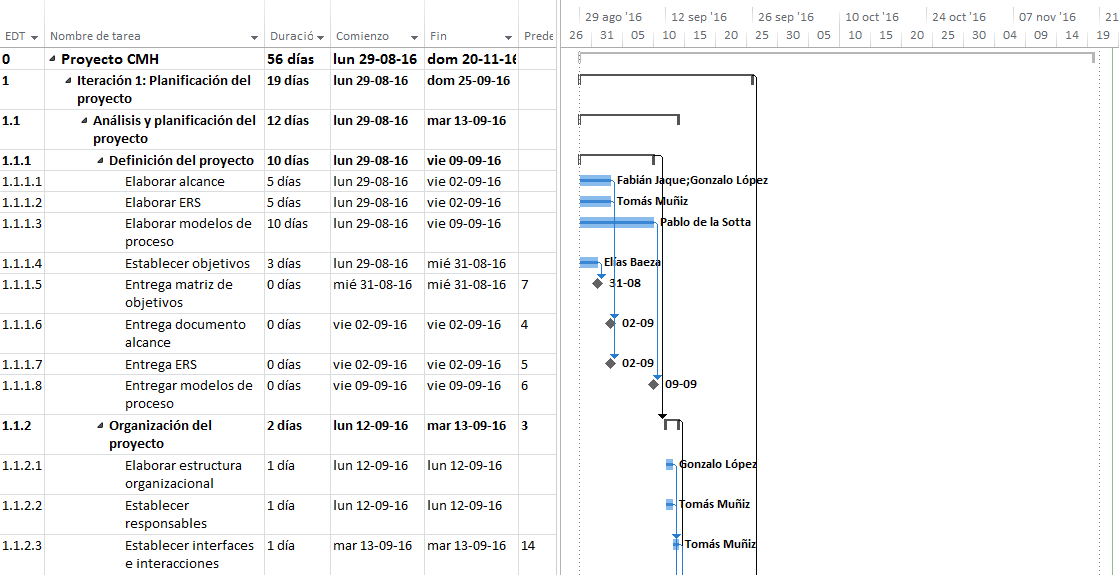 29 ago '16 12 sep '16 26 sep '16 10 oct '16 24 oct '16 07 nov '16 21
EDT Nombre de tarea Duració Comienzo Fin Prede 26 31 05 10 15 20 25 30 05 10 15 20 25 30 04 09 14 19
0 Proyecto CMH 56 días lun 29-08-16 dom 20-11-16
1 Iteración 1: Planificación del 19 días lun 29-08-16 dom 25-09-16
proyecto
1.1 Análisis y planificación del 12 días lun 29-08-16 mar 13-09-16
proyecto
1.1.1 Definición del proyecto 10 días lun 29-08-16 vie 09-09-16
1.1.1.1 Elaborar alcance 5 días lun 29-08-16 vie 02-09-16 Fabián Jaque;Gonzalo López
1.1.1.2 Elaborar ERS 5 días lun 29-08-16 vie 02-09-16 Tomás Muñiz
1.1.1.3 Elaborar modelos de 10 días lun 29-08-16 vie 09-09-16 Pablo de la Sotta
proceso
1.1.1.4 Establecer objetivos 3 días lun 29-08-16 mié 31-08-16 Elías Baeza
1.1.1.5 Entrega matriz de 0 días mié 31-08-16 mié 31-08-16 7 31-08
objetivos
1.1.1.6 Entrega documento 0 días vie 02-09-16 vie 02-09-16 4 02-09
alcance
1.1.1.7 Entrega ERS 0 días vie 02-09-16 vie 02-09-16 5 02-09
1.1.1.8 Entregar modelos de 0 días vie 09-09-16 vie 09-09-16 6 09-09
proceso
1.1.2 Organización del 2 días lun 12-09-16 mar 13-09-16 3
proyecto
1.1.2.1 Elaborar estructura 1 día lun 12-09-16 lun 12-09-16 Gonzalo López
organizacional
1.1.2.2 Establecer 1 día lun 12-09-16 lun 12-09-16 Tomás Muñiz
responsables
1.1.2.3 Establecer interfaces 1 día mar 13-09-16 mar 13-09-16 14 Tomás Muñiz
e interacciones